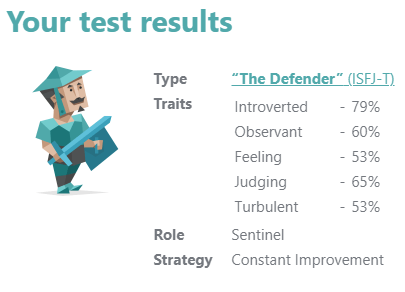 Your test results
Type “The Defender” (ISFJ-T)
Traits Introverted - 79%
Observant - 60%
Feeling - 53%
Judging - 65%
Turbulent - 53%
Role Sentinel
Strategy Constant Improvement